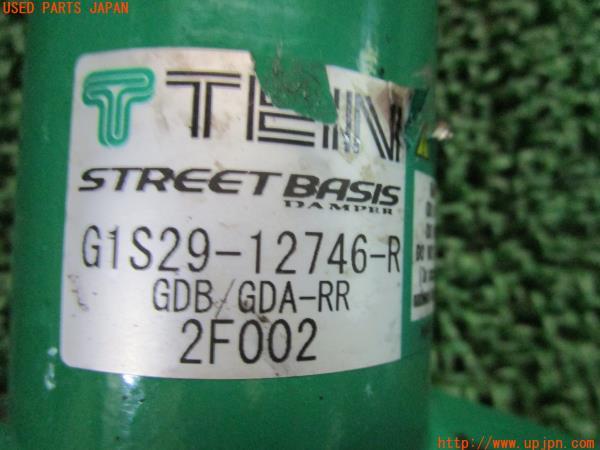 USED PARTS JAPAN
TEIN
STREET BASIS
DAMPER
G1S29-12746-R
GDB/GDA-RR
2F002
http://www.upjpn.com/